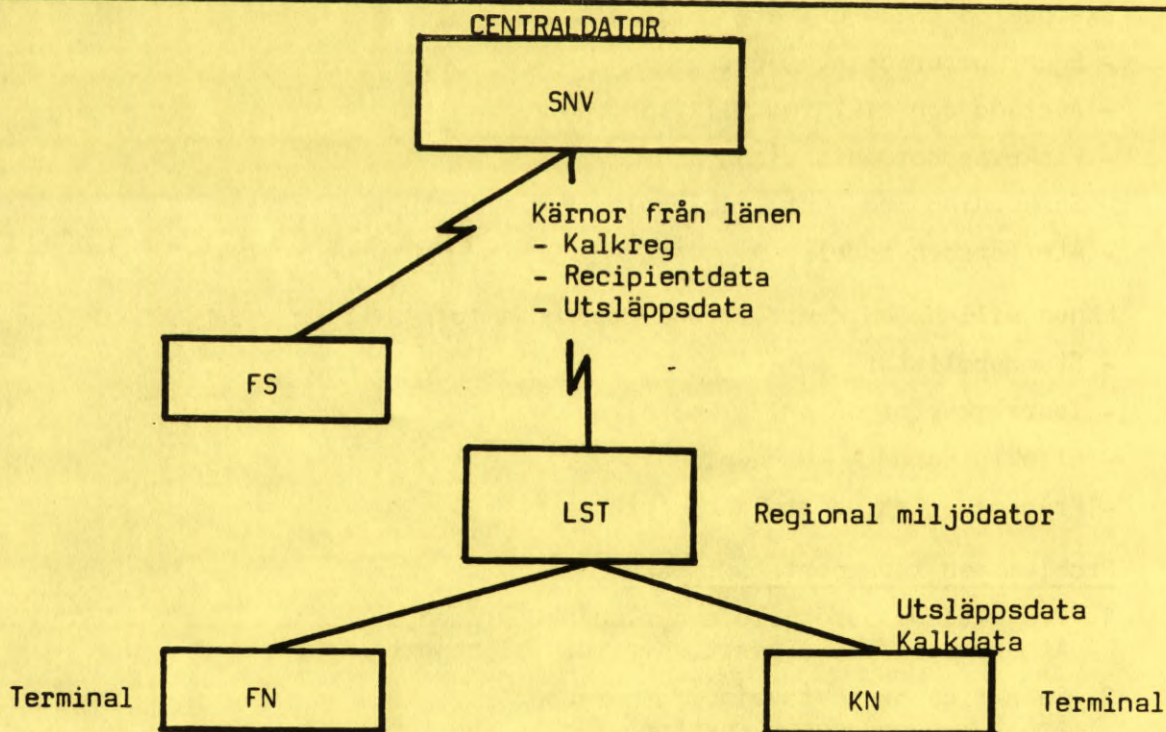 CENTRALDATOR
SNV
Kärnor från länen
- Kalkreg
- Recipientdata
- Utsläppsdata
FS
LST
Regional miljödator
Utsläppsdata
Kalkdata
Terminal
FN
KN
Terminal